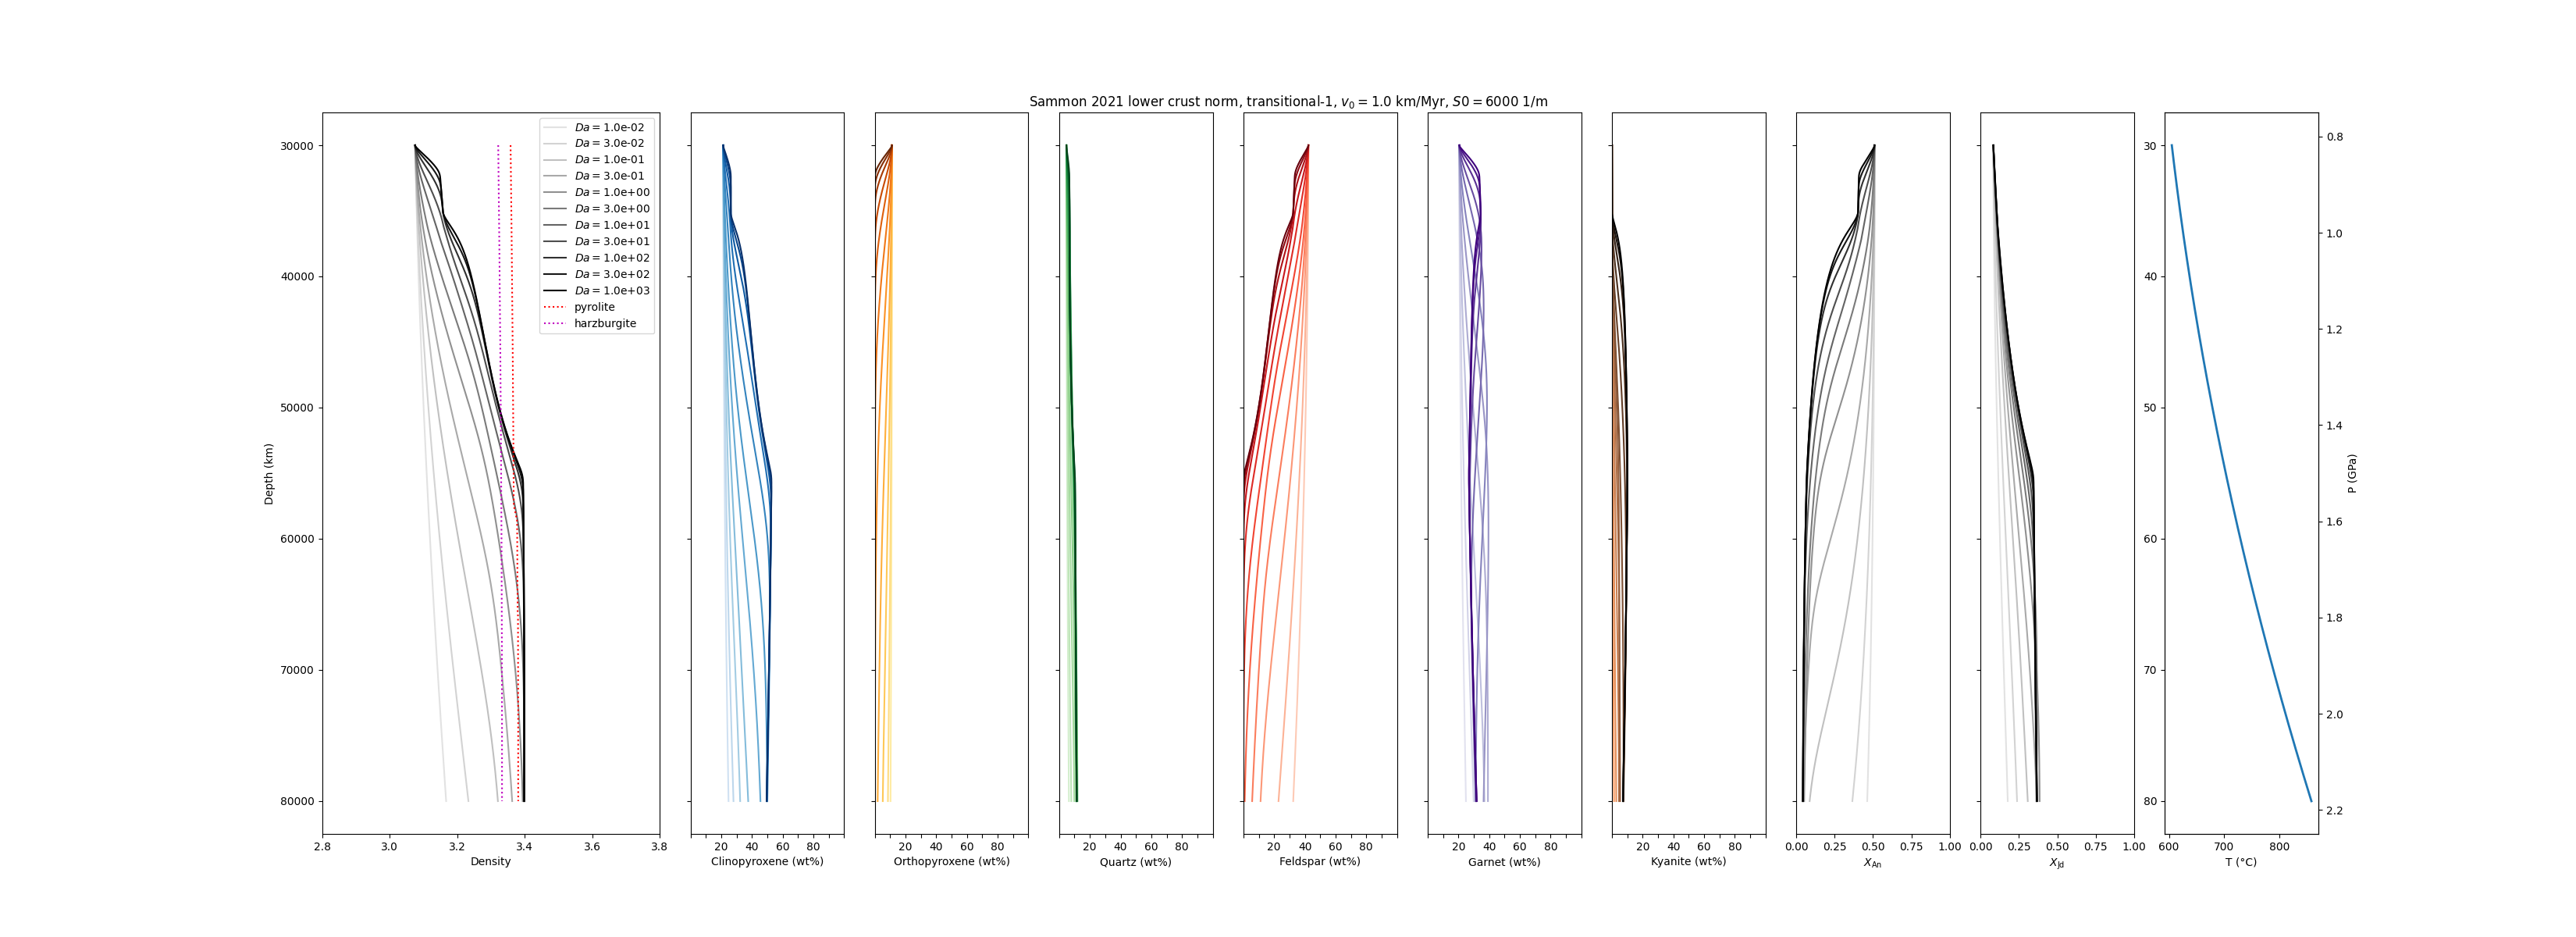 Sammon 2021 lower crust norm, transitional-1, v₀ = 1.0 km/Myr, S0 = 6000 1/m
Da = 1.0e-02
Da = 3.0e-02
Da = 1.0e-01
Da = 3.0e-01
Da = 1.0e+00
Da = 3.0e+00
Da = 1.0e+01
Da = 3.0e+01
Da = 1.0e+02
Da = 3.0e+02
Da = 1.0e+03
pyrolite
harzburgite
Depth (km)
30000
40000
50000
60000
70000
80000
2.8 3.0 3.2 3.4 3.6 3.8
Density
20 40 60 80
Clinopyroxene (wt%)
20 40 60 80
Orthopyroxene (wt%)
20 40 60 80
Quartz (wt%)
20 40 60 80
Feldspar (wt%)
20 40 60 80
Garnet (wt%)
20 40 60 80
Kyanite (wt%)
0.00 0.25 0.50 0.75 1.00
X_An
0.00 0.25 0.50 0.75 1.00
X_Jd
30
40
50
60
70
80
600 700 800
T (°C)
0.8
1.0
1.2
1.4
1.6
1.8
2.0
2.2
P (GPa)